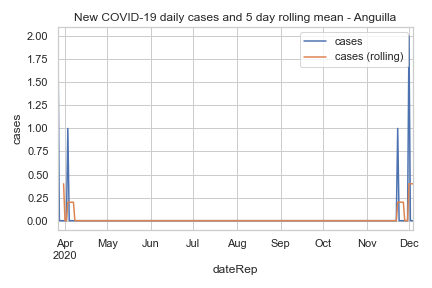 New COVID-19 daily cases and 5 day rolling mean - Anguilla
cases
cases (rolling)
2.00
1.75
1.50
1.25
1.00
0.75
0.50
0.25
0.00
cases
Apr May Jun Jul Aug Sep Oct Nov Dec
2020
dateRep